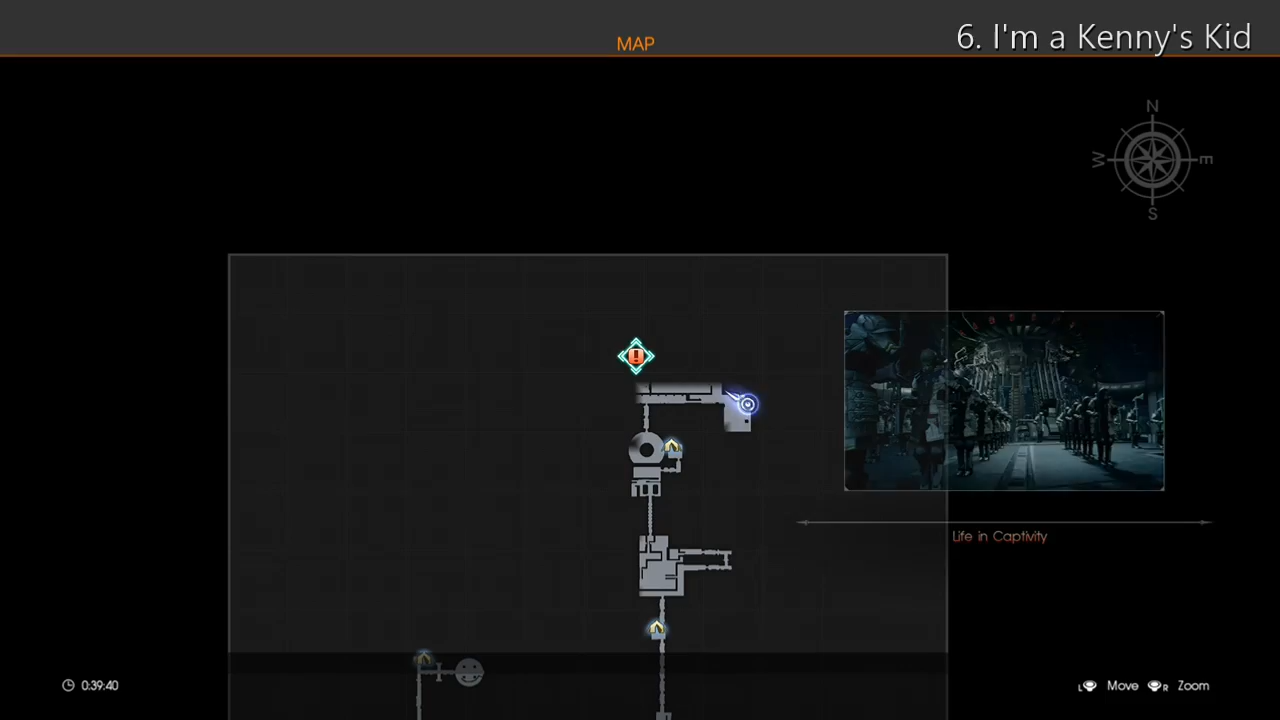 MAP
6. I'm a Kenny's Kid
N
W
E
S
Life in Captivity
0:39:40
L Move R Zoom